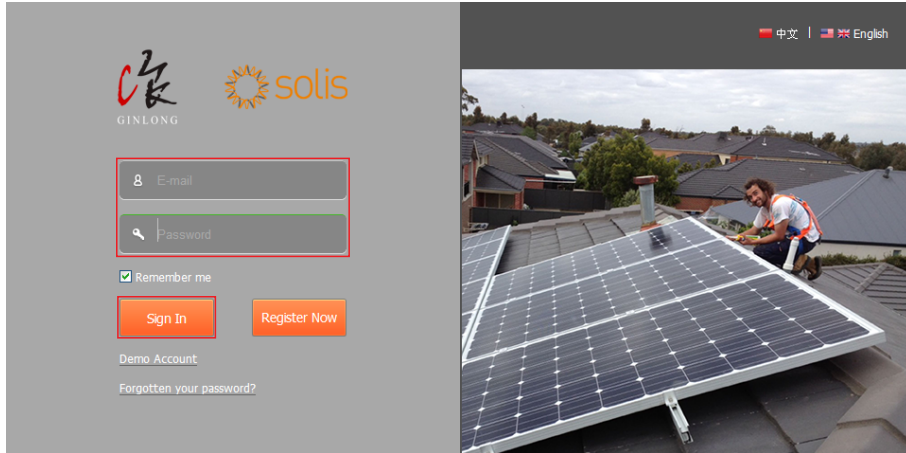 中文 | English
GINLONG
solis
E-mail
Password
Remember me
Sign In
Register Now
Demo Account
Forgotten your password?